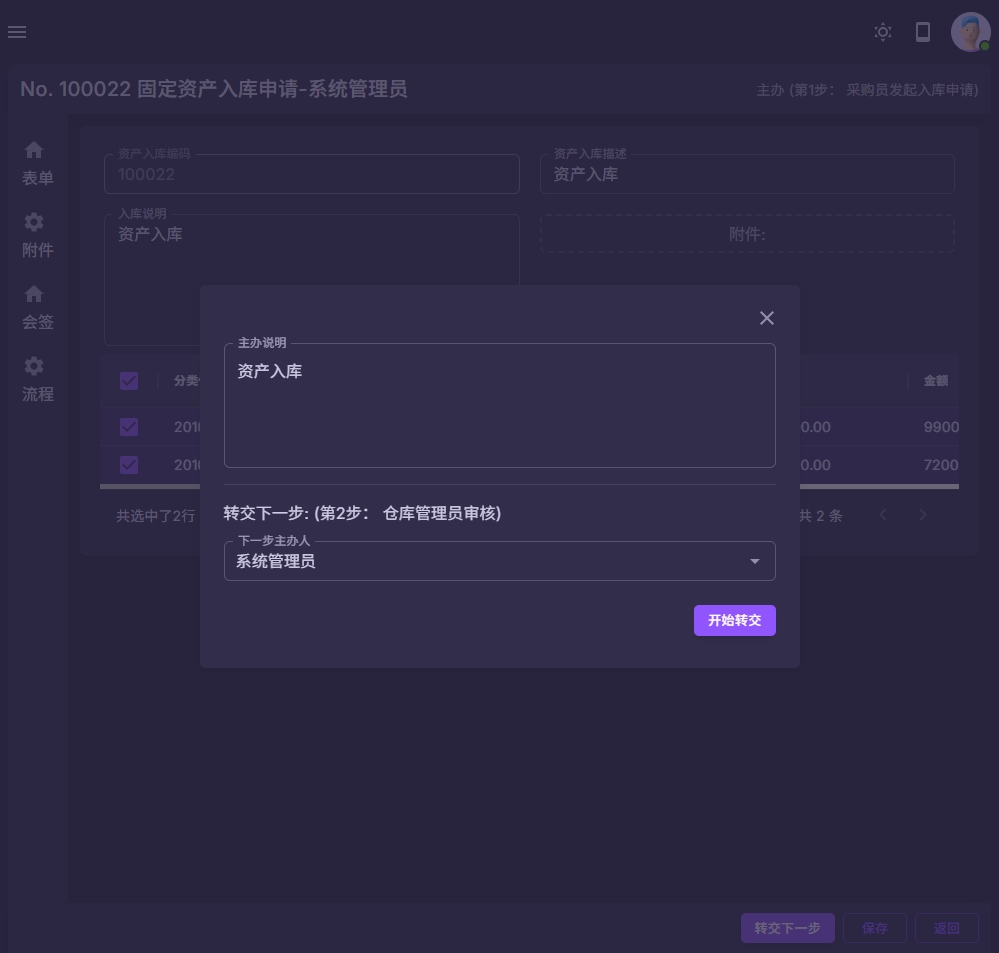 No. 100022 固定资产入库申请-系统管理员
主办 (第1步： 采购员发起入库申请)
表单
附件
会签
流程
资产入库编码
100022
资产入库描述
资产入库
入库说明
资产入库
附件:
分类
金额
2010
0.00
9900
2010
0.00
7200
共选中了2行
共 2 条
主办说明
资产入库
转交下一步: (第2步： 仓库管理员审核)
下一步主办人
系统管理员
开始转交
转交下一步
保存
返回